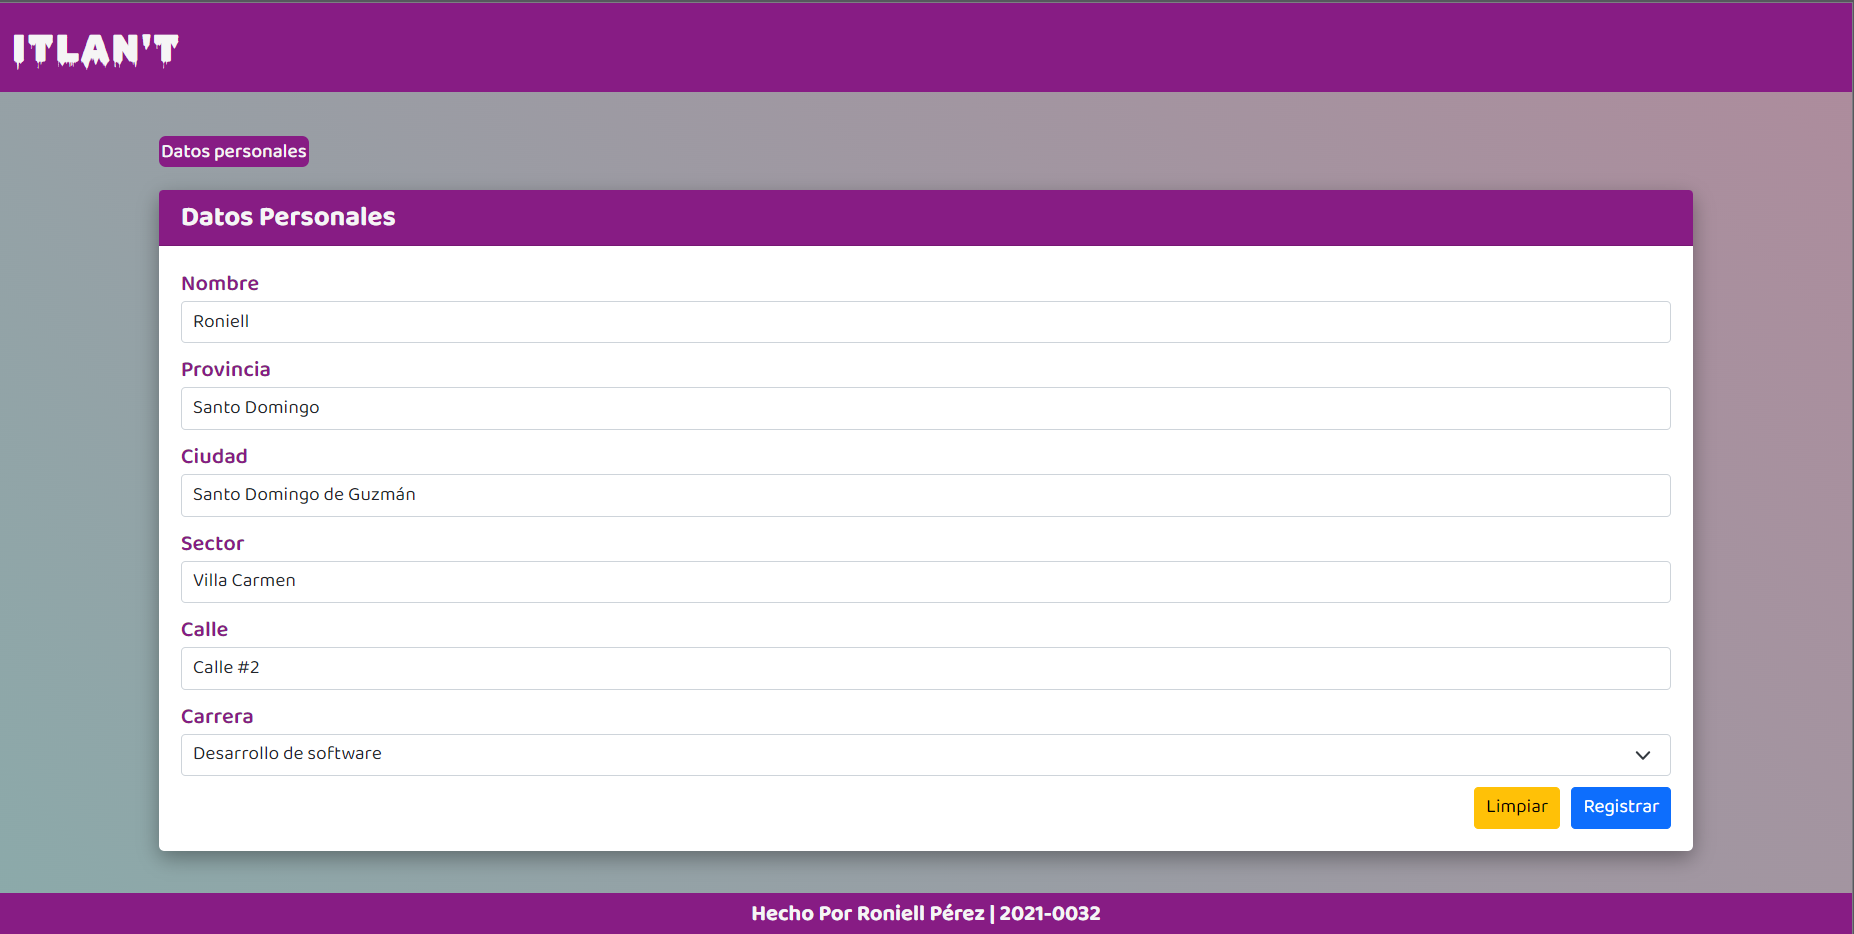 ITLAN'T
Datos personales
Datos Personales
Nombre
Roniell
Provincia
Santo Domingo
Ciudad
Santo Domingo de Guzmán
Sector
Villa Carmen
Calle
Calle #2
Carrera
Desarrollo de software
Limpiar Registrar
Hecho Por Roniell Pérez | 2021-0032